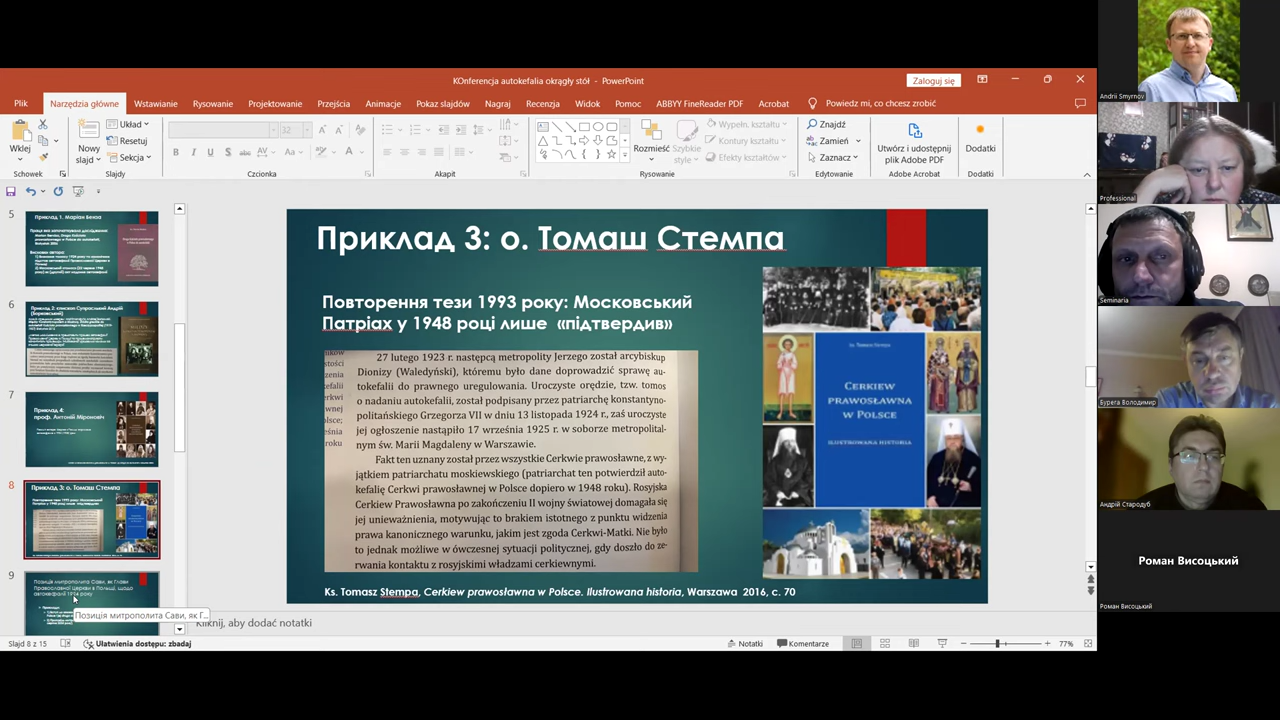 KOnferencja autokefalia okrągły stół - PowerPoint
Zaloguj się
Plik
Narzędzia główne
Wstawianie
Rysowanie
Projektowanie
Przejścia
Animacje
Pokaz slajdów
Nagraj
Recenzja
Widok
Pomoc
ABBYY FineReader PDF
Acrobat
Powiedz mi, co chcesz zrobić
Wklej
Nowy slajd
Układ
Resetuj
Sekcja
32
Rozmieść
Szybkie style
Wypełn. kształtu
Kontury kształtu
Efekty kształtów
Znajdź
Zamień
Zaznacz
Utwórz i udostępnij plik Adobe PDF
Dodatki
Schowek
Slajdy
Czcionka
Akapit
Rysowanie
Edytowanie
Adobe Acrobat
Dodatki
5
Приклад 1. Маріан Бендза
6
Приклад 2: єпископ Супрасльский Андрій (Борковский)
7
Приклад 4:
проф. Антоній Міронович
8
Приклад 3: о. Томаш Стемпа
9
Позиція Митрополита Сави, як Глави
Православної Церкви в Польщі, щодо
автокефалії 1924 року
Позиція митрополита Сави, як Г...
Приклад 3: о. Томаш Стемпа
Повторення тези 1993 року: Московський
Патріах у 1948 році лише «підтвердив»
27 lutego 1923 r. następcą metropolity Jerzego został arcybiskup
Dionizy (Waledyński), któremu było dane doprowadzić sprawę au-
tokefalii do prawnego uregulowania. Uroczyste orędzie, tzw. tomos
o nadaniu autokefalii, został podpisany przez patriarchę konstantyno-
politańskiego Grzegorza VII w dniu 13 listopada 1924 r., zaś uroczyste
jej ogłoszenie nastąpiło 17 września 1925 r. w soborze metropolital-
nym św. Marii Magdaleny w Warszawie.
Fakt ten uznany został przez wszystkie Cerkwie prawosławne, z wy-
jątkiem patriarchatu moskiewskiego (patriarchat ten potwierdził auto-
kefalię Cerkwi prawosławnej w Polsce dopiero w 1948 roku). Rosyjska
Cerkiew Prawosławna po zakończeniu II wojny światowej domagała się
jej unieważnienia, motywując to brakiem istotnego z punktu widzenia
prawa kanonicznego warunku, jakim jest zgoda Cerkwi-Matki. Nie było
to jednak możliwe w ówczesnej sytuacji politycznej, gdy doszło do ze-
rwania kontaktu z rosyjskimi władzami cerkiewnymi.
CERKIEW
PRAWOSŁAWNA
W POLSCE
ILUSTROWANA HISTORIA
Ks. Tomasz Stempa, Cerkiew prawosławna w Polsce. Ilustrowana historia, Warszawa 2016, c. 70
Kliknij, aby dodać notatki
Slajd 8 z 15
Ułatwienia dostępu: zbadaj
Notatki
Komentarze
77%
Andrii Smyrnov
Professional
Seminaria
Бурега Володимир
Андрій Стародуб
Роман Висоцький
Роман Висоцький